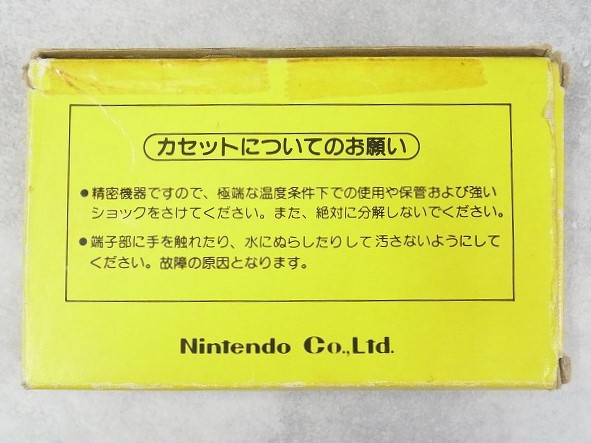 カセットについてのお願い
●精密機器ですので、極端な温度条件下での使用や保管および強い
ショックをさけてください。また、絶対に分解しないでください。
●端子部に手を触れたり、水にぬらしたりして汚さないようにして
ください。故障の原因となります。
Nintendo Co.,Ltd.